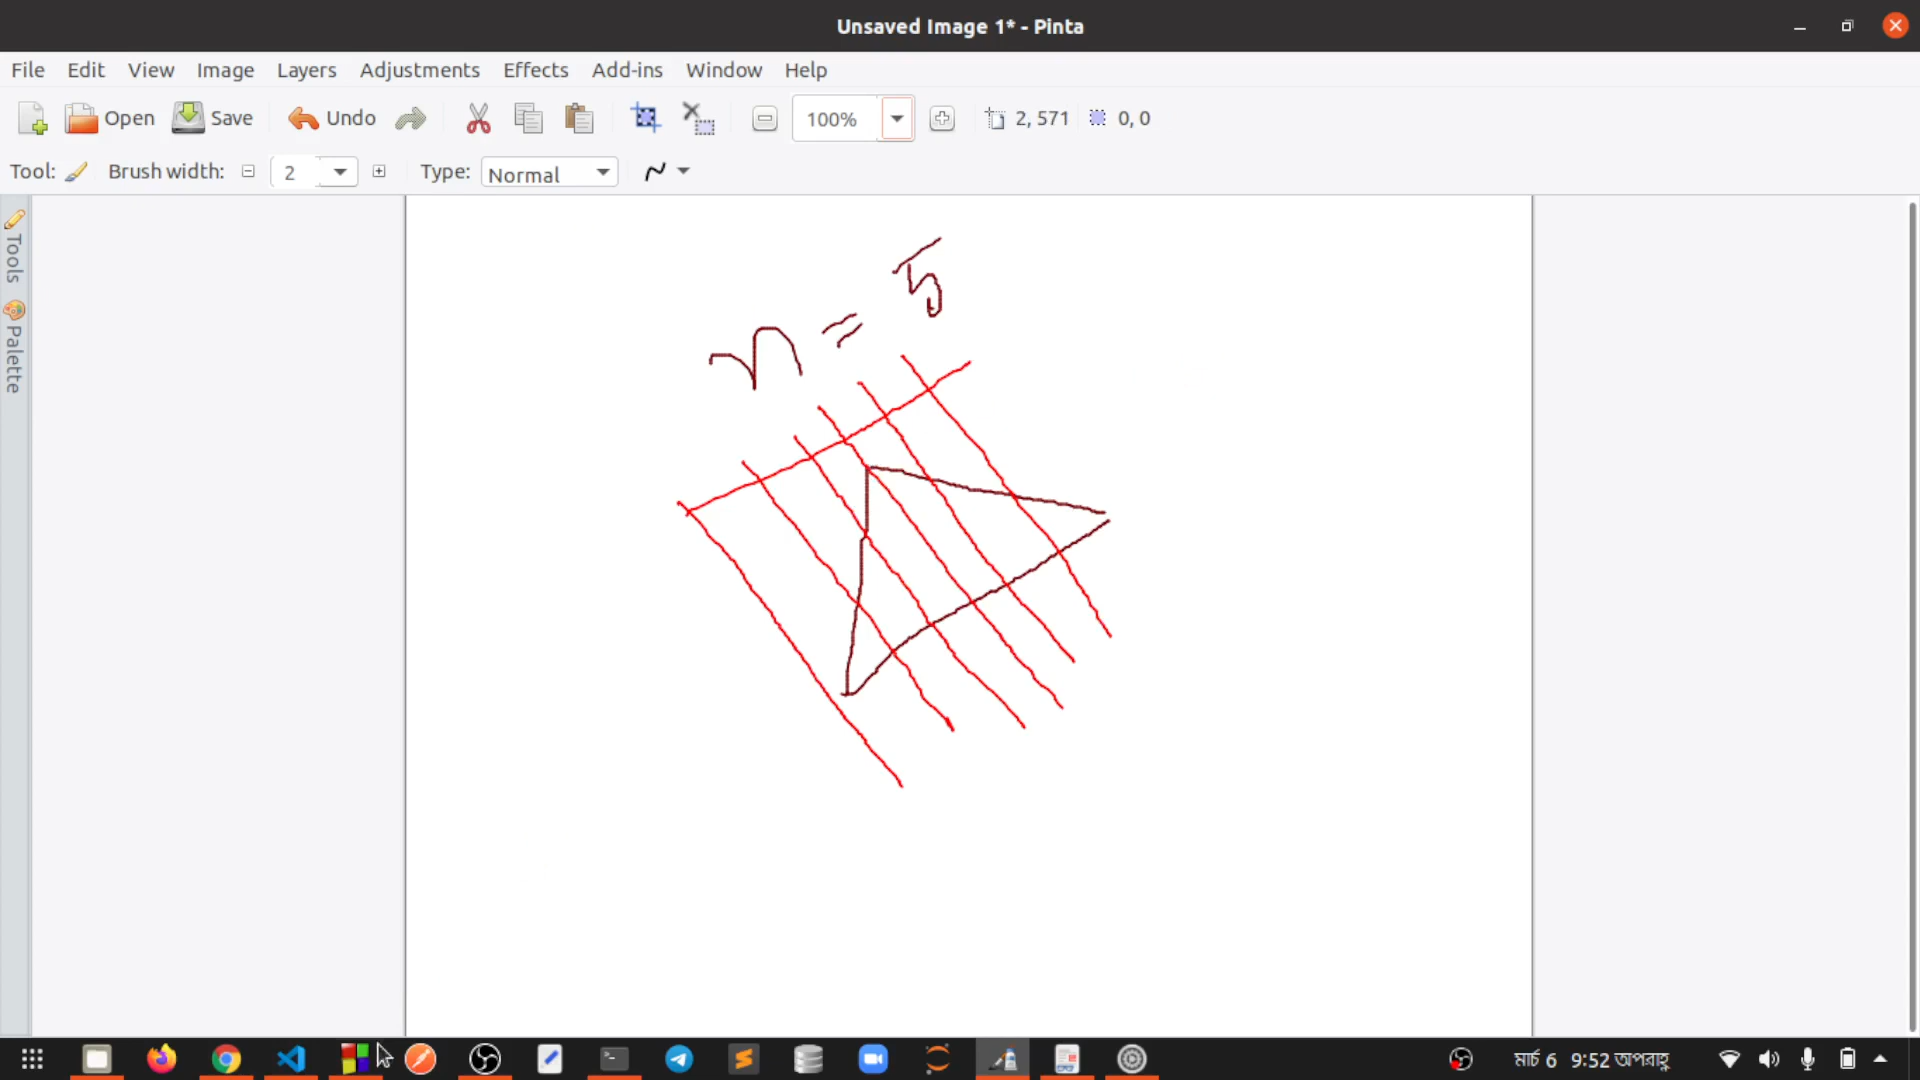 Unsaved Image 1* - Pinta
File Edit View Image Layers Adjustments Effects Add-ins Window Help
Open Save Undo 100% 2, 571 0, 0
Tool: Brush width: 2 Type: Normal
Tools
Palette
n = 5
মার্চ 6 9:52 অপরাহ্ণ